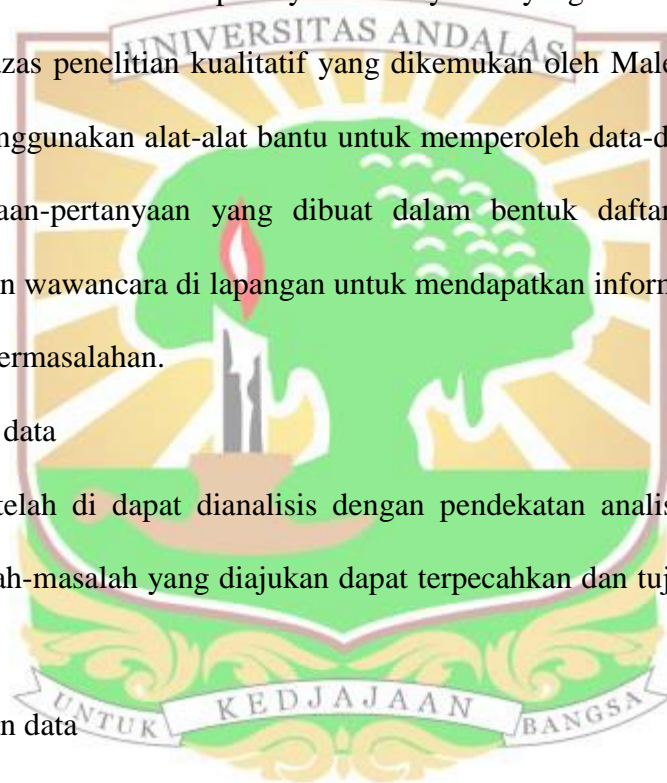 UNIVERSITAS ANDALAS
azas penelitian kualitatif yang dikemukan oleh
nggunakan alat-alat bantu untuk memperoleh data-d
aan-pertanyaan yang dibuat dalam bentuk daftar
n wawancara di lapangan untuk mendapatkan inform
ermasalahan.
data
telah di dapat dianalisis dengan pendekatan analis
ah-masalah yang diajukan dapat terpecahkan dan tuj
n data
UNTUK KEDJAJAAN BANGSA